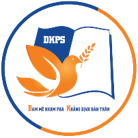 DKPS
ĐAM MÊ KHÁM PHÁ KHẲNG ĐỊNH BẢN THÂN